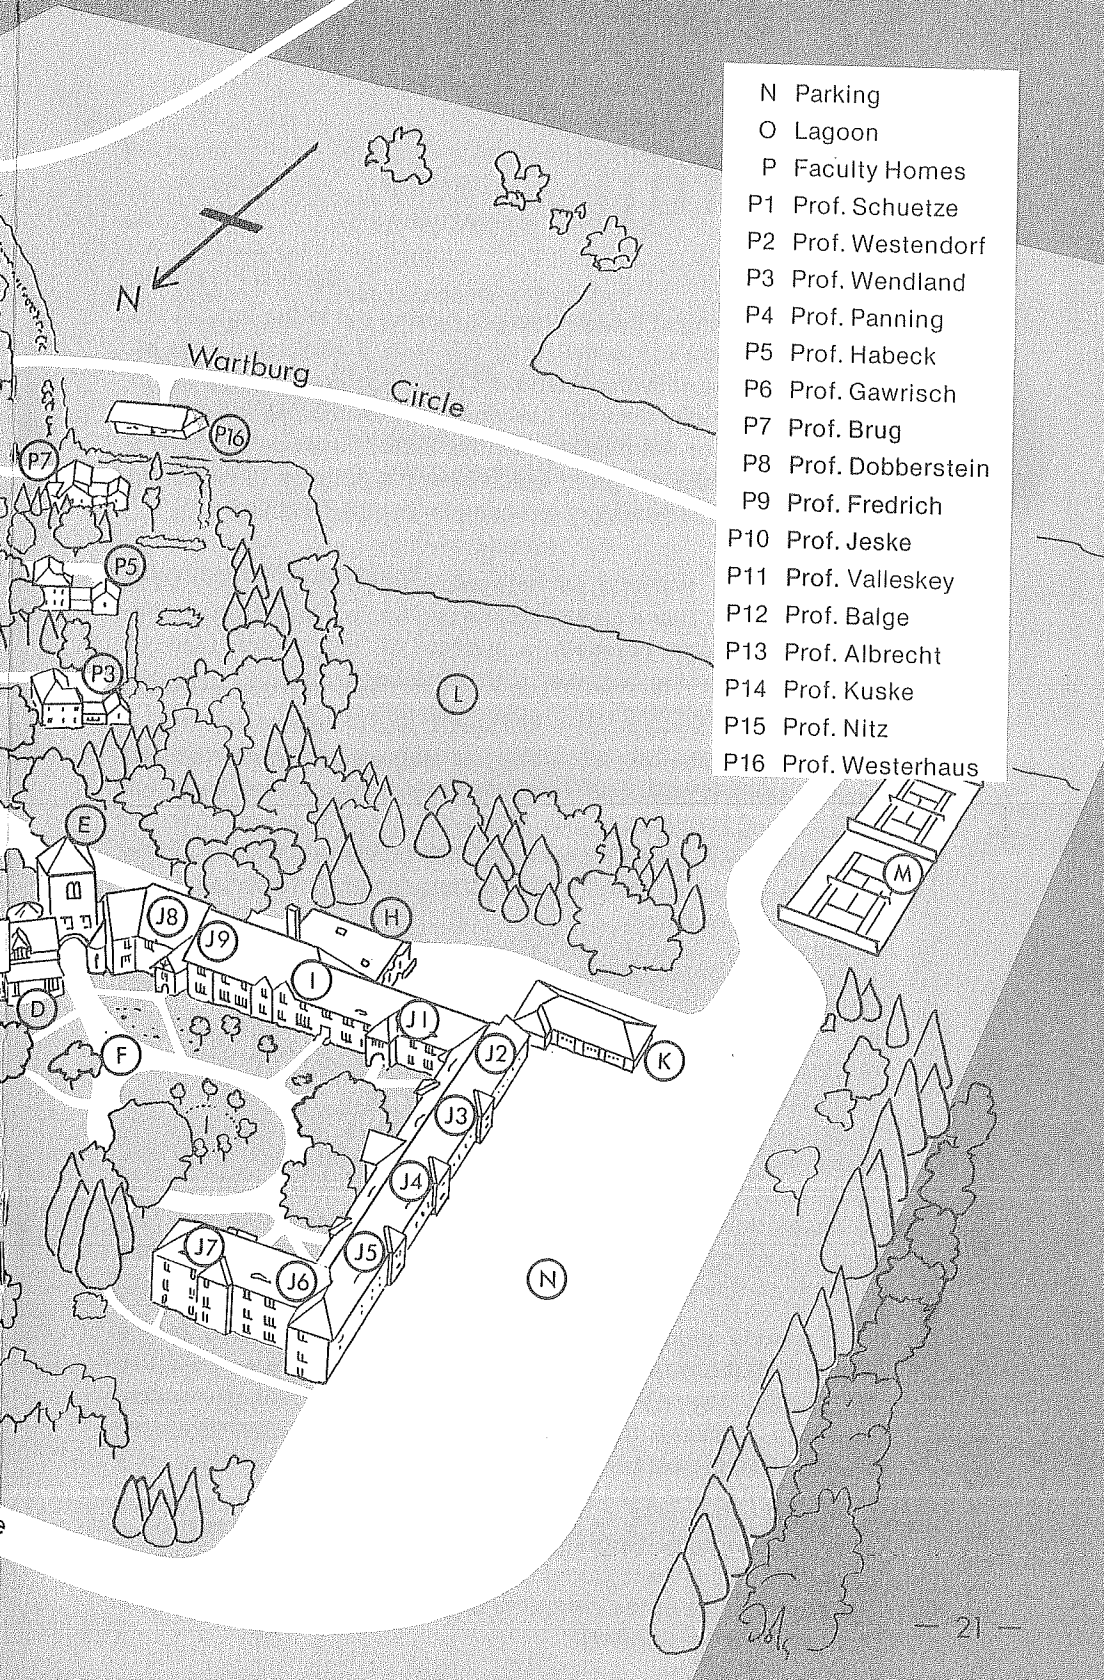 N Parking
O Lagoon
P Faculty Homes
P1 Prof. Schuetze
P2 Prof. Westendorf
P3 Prof. Wendland
P4 Prof. Panning
P5 Prof. Habeck
P6 Prof. Gawrisch
P7 Prof. Brug
P8 Prof. Dobberstein
P9 Prof. Fredrich
P10 Prof. Jeske
P11 Prof. Valleskey
P12 Prof. Balge
P13 Prof. Albrecht
P14 Prof. Kuske
P15 Prof. Nitz
P16 Prof. Westerhaus
N
Wartburg Circle
P16
P7
P5
P3
L
E
M
J8
H
J9
I
D
J1
F
J2
K
J3
J4
J7
J5
J6
N
e
— 21 —